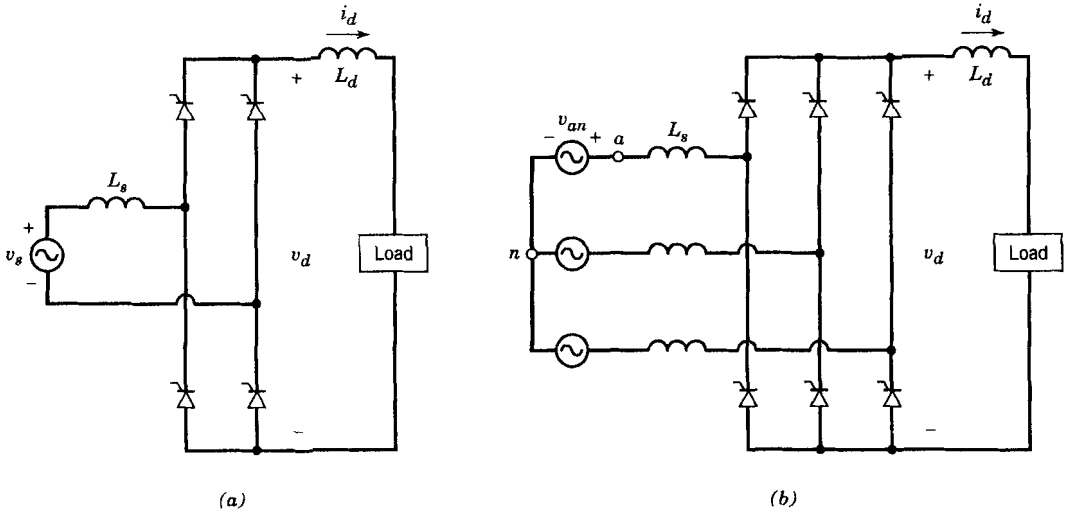 i_d
+
L_d
L_s
+
v_s
−
v_d
Load
−
(a)
i_d
+
L_d
− v_an +
a
L_s
n
v_d
Load
−
(b)